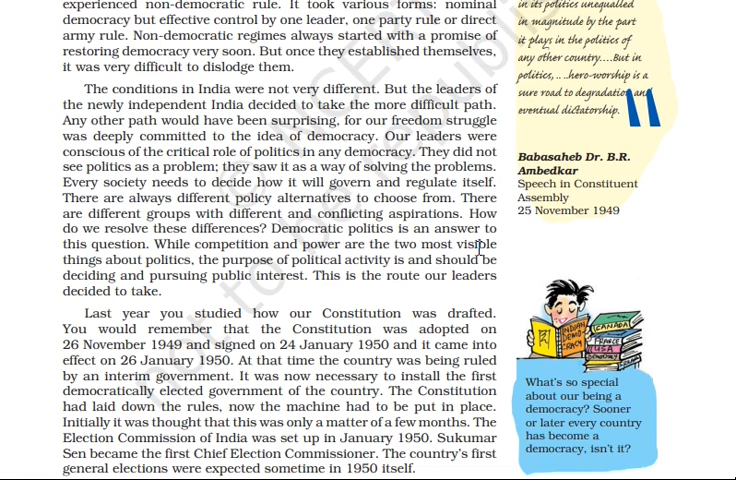 experienced non-democratic rule. It took various forms: nominal
democracy but effective control by one leader, one party rule or direct
army rule. Non-democratic regimes always started with a promise of
restoring democracy very soon. But once they established themselves,
it was very difficult to dislodge them.
The conditions in India were not very different. But the leaders of
the newly independent India decided to take the more difficult path.
Any other path would have been surprising, for our freedom struggle
was deeply committed to the idea of democracy. Our leaders were
conscious of the critical role of politics in any democracy. They did not
see politics as a problem; they saw it as a way of solving the problems.
Every society needs to decide how it will govern and regulate itself.
There are always different policy alternatives to choose from. There
are different groups with different and conflicting aspirations. How
do we resolve these differences? Democratic politics is an answer to
this question. While competition and power are the two most visible
things about politics, the purpose of political activity is and should be
deciding and pursuing public interest. This is the route our leaders
decided to take.
Last year you studied how our Constitution was drafted.
You would remember that the Constitution was adopted on
26 November 1949 and signed on 24 January 1950 and it came into
effect on 26 January 1950. At that time the country was being ruled
by an interim government. It was now necessary to install the first
democratically elected government of the country. The Constitution
had laid down the rules, now the machine had to be put in place.
Initially it was thought that this was only a matter of a few months. The
Election Commission of India was set up in January 1950. Sukumar
Sen became the first Chief Election Commissioner. The country's first
general elections were expected sometime in 1950 itself.
in its politics unequalled
in magnitude by the part
it plays in the politics of
any other country....But in
politics, . ..hero-worship is a
sure road to degradation and
eventual dictatorship.
"
Babasaheb Dr. B.R.
Ambedkar
Speech in Constituent
Assembly
25 November 1949
INDIAN
DEMO
CRACY
CANADA
FRANCE
USA
What's so special
about our being a
democracy? Sooner
or later every country
has become a
democracy, isn't it?
© NCERT
not to be republi